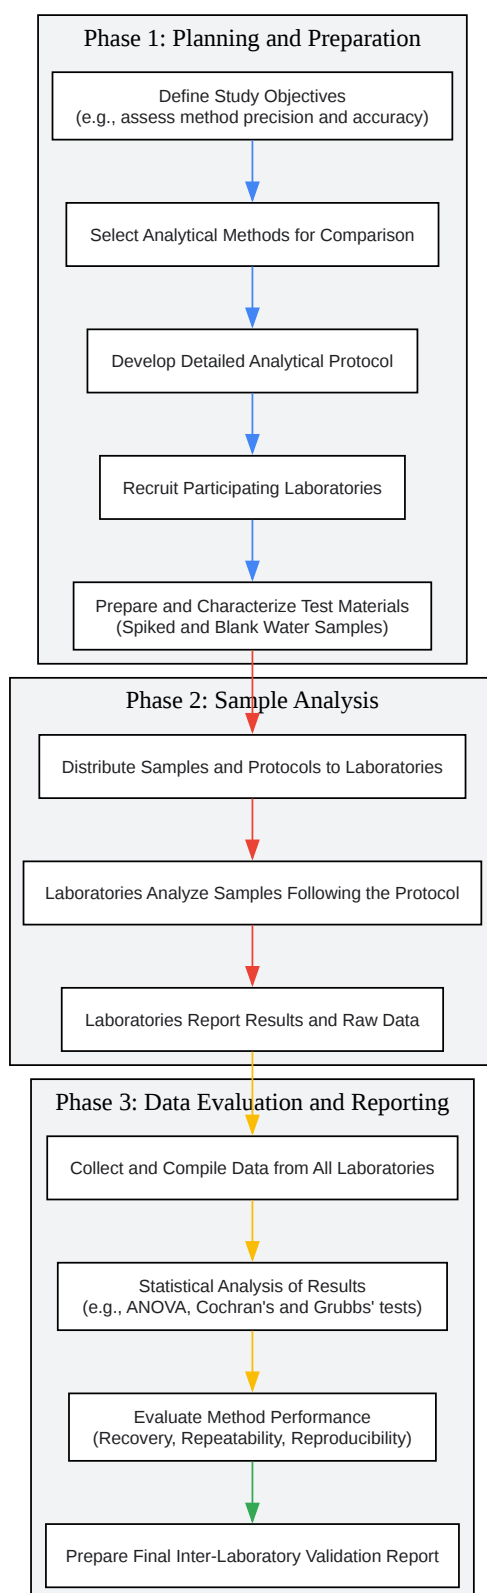 Phase 1: Planning and Preparation
Define Study Objectives
(e.g., assess method precision and accuracy)
Select Analytical Methods for Comparison
Develop Detailed Analytical Protocol
Recruit Participating Laboratories
Prepare and Characterize Test Materials
(Spiked and Blank Water Samples)
Phase 2: Sample Analysis
Distribute Samples and Protocols to Laboratories
Laboratories Analyze Samples Following the Protocol
Laboratories Report Results and Raw Data
Phase 3: Data Evaluation and Reporting
Collect and Compile Data from All Laboratories
Statistical Analysis of Results
(e.g., ANOVA, Cochran's and Grubbs' tests)
Evaluate Method Performance
(Recovery, Repeatability, Reproducibility)
Prepare Final Inter-Laboratory Validation Report